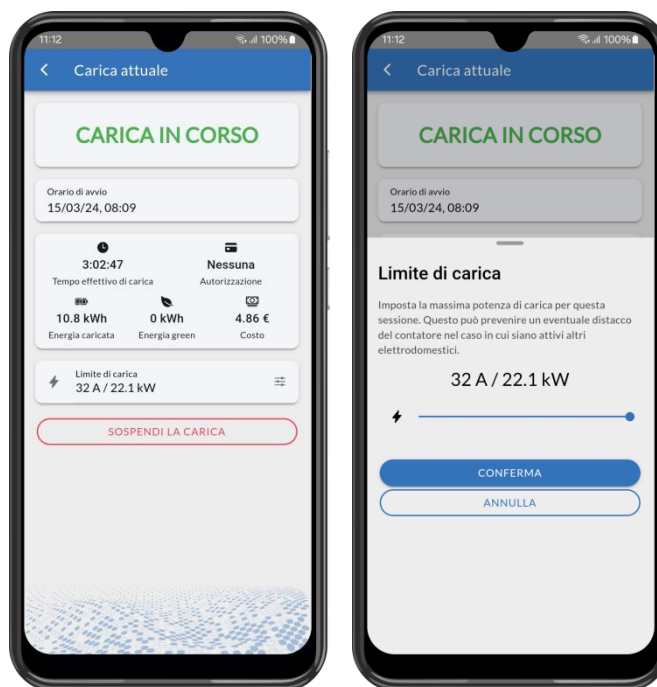 11:12 100%
Carica attuale
CARICA IN CORSO
Orario di avvio
15/03/24, 08:09
3:02:47 Nessuna
Tempo effettivo di carica Autorizzazione
10.8 kWh 0 kWh 4.86 €
Energia caricata Energia green Costo
Limite di carica
32 A / 22.1 kW
SOSPENDI LA CARICA
11:12 100%
Carica attuale
CARICA IN CORSO
Orario di avvio
15/03/24, 08:09
Limite di carica
Imposta la massima potenza di carica per questa
sessione. Questo può prevenire un eventuale distacco
del contatore nel caso in cui siano attivi altri
elettrodomestici.
32 A / 22.1 kW
CONFERMA
ANNULLA